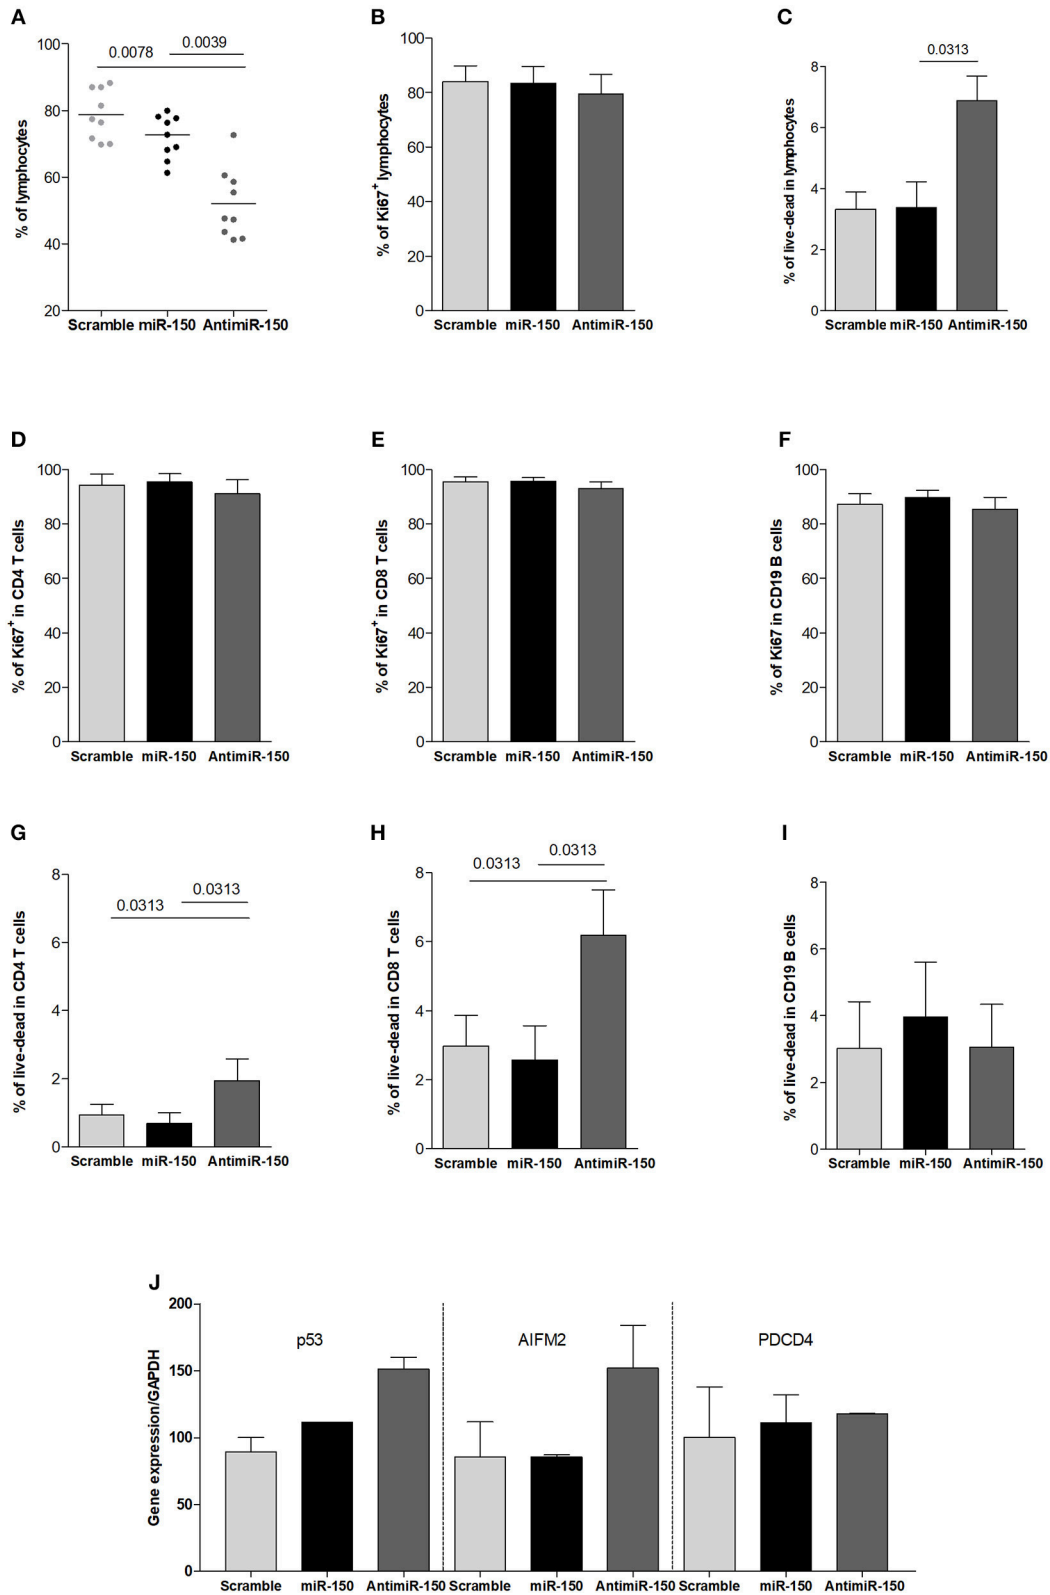 A
0.0078
0.0039
100
80
60
40
20
% of lymphocytes
Scramble miR-150 AntimiR-150
B
100
80
60
40
20
0
% of Ki67+ lymphocytes
Scramble miR-150 AntimiR-150
C
0.0313
8
6
4
2
0
% of live-dead in lymphocytes
Scramble miR-150 AntimiR-150
D
100
80
60
40
20
0
% of Ki67+ in CD4 T cells
Scramble miR-150 AntimiR-150
E
100
80
60
40
20
0
% of Ki67+ in CD8 T cells
Scramble miR-150 AntimiR-150
F
100
80
60
40
20
0
% of Ki67 in CD19 B cells
Scramble miR-150 AntimiR-150
G
0.0313
0.0313
8
6
4
2
0
% of live-dead in CD4 T cells
Scramble miR-150 AntimiR-150
H
0.0313
0.0313
8
6
4
2
0
% of live-dead in CD8 T cells
Scramble miR-150 AntimiR-150
I
8
6
4
2
0
% of live-dead in CD19 B cells
Scramble miR-150 AntimiR-150
J
200
150
100
50
0
Gene expression/GAPDH
p53
AIFM2
PDCD4
Scramble miR-150 AntimiR-150 Scramble miR-150 AntimiR-150 Scramble miR-150 AntimiR-150